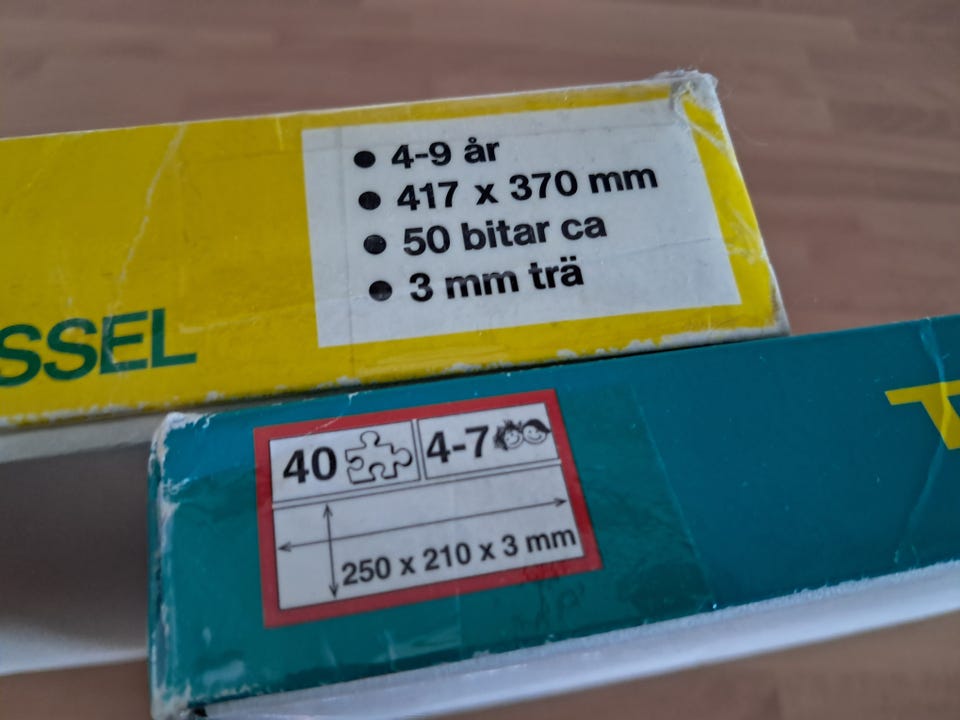 4-9 år
417 x 370 mm
50 bitar ca
3 mm trä
SSEL
40
4-7
250 x 210 x 3 mm